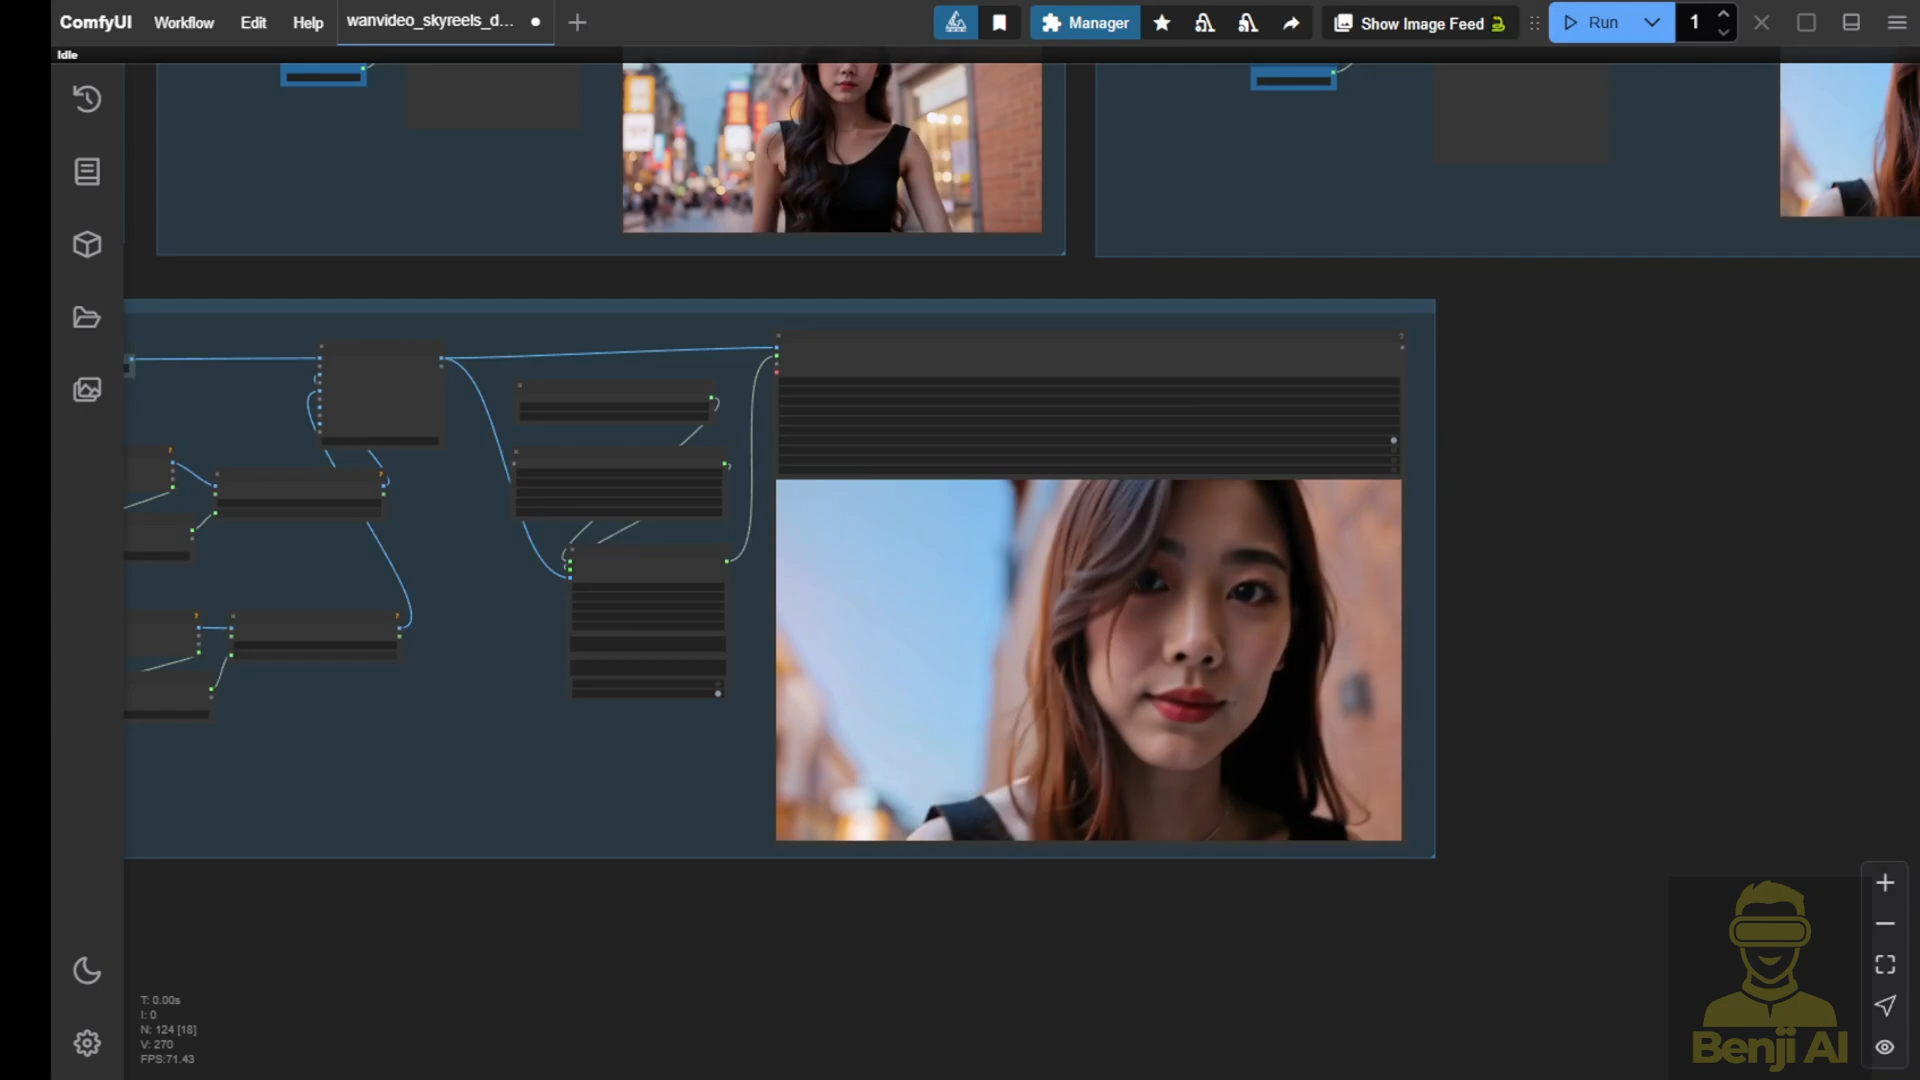 ComfyUI
Workflow
Edit
Help
wanvideo_skyreels_d...
Manager
Show Image Feed
Run
1
Idle
T: 0.00s
I: 0
N: 124 [18]
V: 270
FPS:71.43
Benji AI